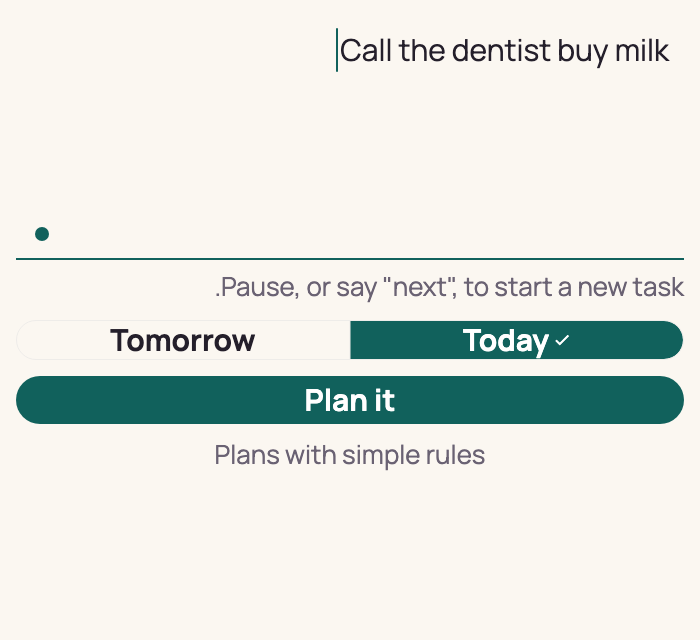 Call the dentist buy milk
.Pause, or say "next", to start a new task
Today
Tomorrow
Plan it
Plans with simple rules